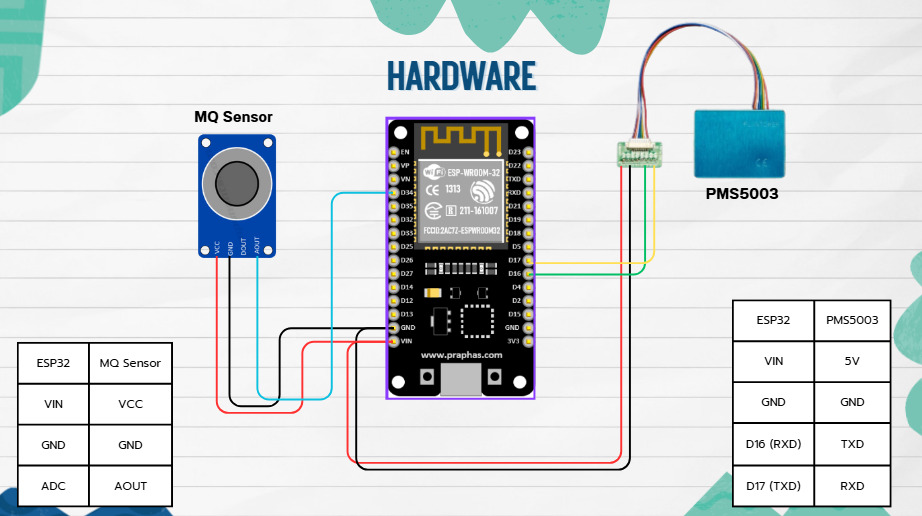 HARDWARE
MQ Sensor
VCC
GND
DOUT
AOUT
EN
VP
VN
D34
D35
D32
D33
D25
D26
D27
D14
D12
D13
GND
VIN
D23
D22
TXD
RXD
D21
D19
D18
D5
D17
D16
D4
D2
D15
GND
3V3
Wi Fi ESP-WROOM-32
CE 1313
R 211-161007
FCCID:2AC7Z-ESPWROOM32
www.praphas.com
CE
PMS5003
ESP32 MQ Sensor
VIN VCC
GND GND
ADC AOUT
ESP32 PMS5003
VIN 5V
GND GND
D16 (RXD) TXD
D17 (TXD) RXD